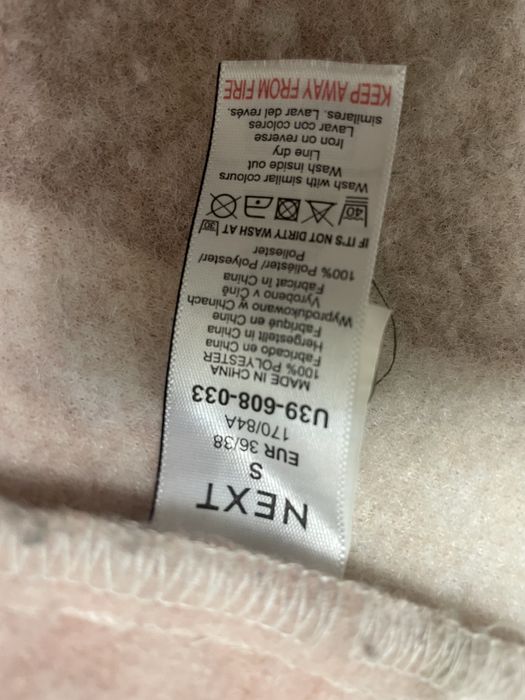 NEXT
S
EUR 36/38
170/84A
U39-608-033
MADE IN CHINA
100% POLYESTER
Fabricado en China
Hergestellt in China
Fabriqué en Chine
Wyprodukowano w Chinach
Vyrobeno v Číně
Fabricat în China
100% Poliéster/ Polyester/
Poliester
IF IT'S NOT DIRTY WASH AT 30
40
Wash with similar colours
Wash inside out
Line dry
Iron on reverse
Lavar con colores
similares. Lavar del revés.
KEEP AWAY FROM FIRE